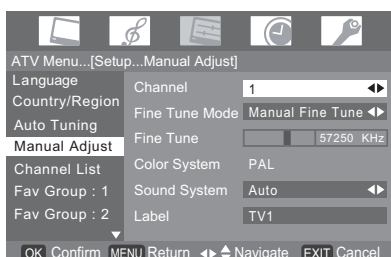 ATV Menu...[Setup...Manual Adjust]
Language
Country/Region
Auto Tuning
Manual Adjust
Channel List
Fav Group : 1
Fav Group : 2
Channel 1
Fine Tune Mode Manual Fine Tune
Fine Tune 57250 KHz
Color System PAL
Sound System Auto
Label TV1
OK Confirm MENU Return Navigate EXIT Cancel